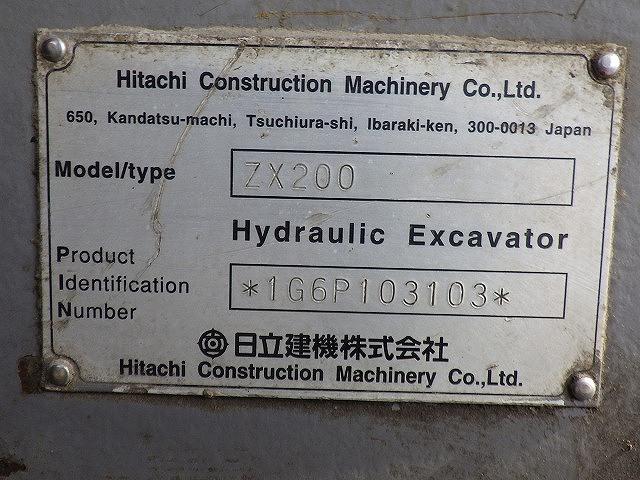 Hitachi Construction Machinery Co.,Ltd.
650, Kandatsu-machi, Tsuchiura-shi, Ibaraki-ken, 300-0013 Japan
Model/type ZX200
Hydraulic Excavator
Product
Identification
Number
*1G6P103103*
日立建機株式会社
Hitachi Construction Machinery Co.,Ltd.